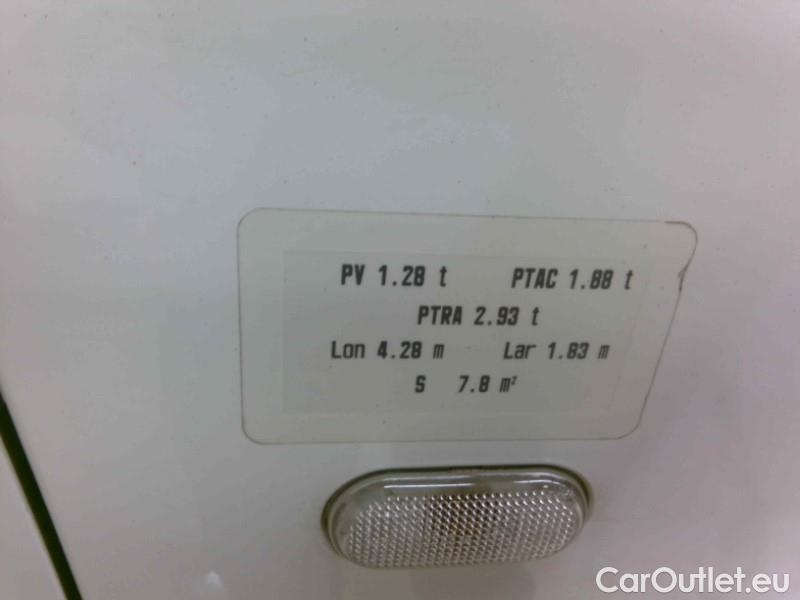 PV 1.28 t PTAC 1.88 t
PTRA 2.93 t
Lon 4.28 m Lar 1.83 m
S 7.8 m²
CarOutlet.eu